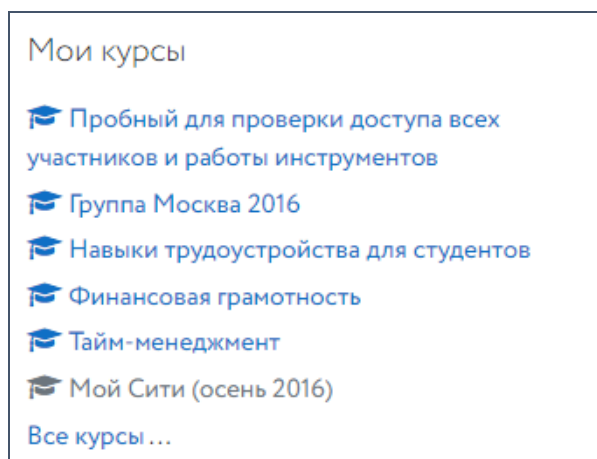 Мои курсы
Пробный для проверки доступа всех
участников и работы инструментов
Группа Москва 2016
Навыки трудоустройства для студентов
Финансовая грамотность
Тайм-менеджмент
Мой Сити (осень 2016)
Все курсы ...